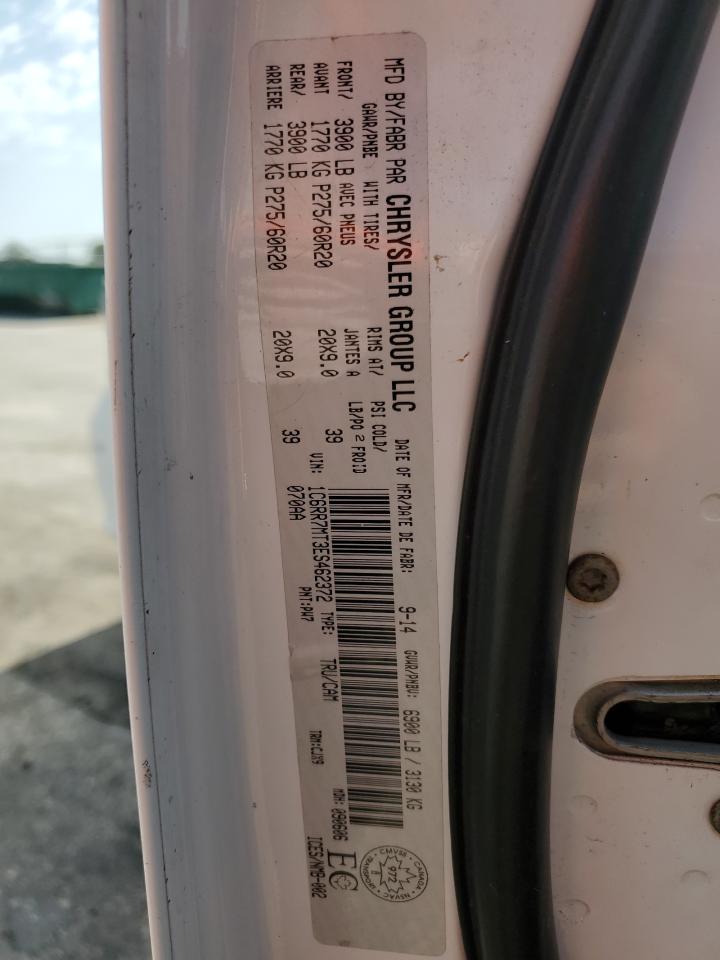 MFD BY/FABR PAR CHRYSLER GROUP LLC DATE OF MFR/DATE DE FABR: 9-14 GVWR/PNBV: 6900 LB / 3130 KG
GAWR/PNBE WITH TIRES/ RIMS AT/ PSI COLD/
AVEC PNEUS JANTES A LB/PO² FROID
FRONT/ 3900 LB
AVANT 1770 KG P275/60R20 20X9.0 39
REAR/ 3900 LB
ARRIERE 1770 KG P275/60R20 20X9.0 39
VIN: 1C6RR7MT3ES462372 TYPE: TRU/CAM MDH: 090606
070AA PNT:PW7 TRM:CJX9 ICES/NMB-002
EC
CANADA
CMVSS
972
NSVAC
TRANSPORT